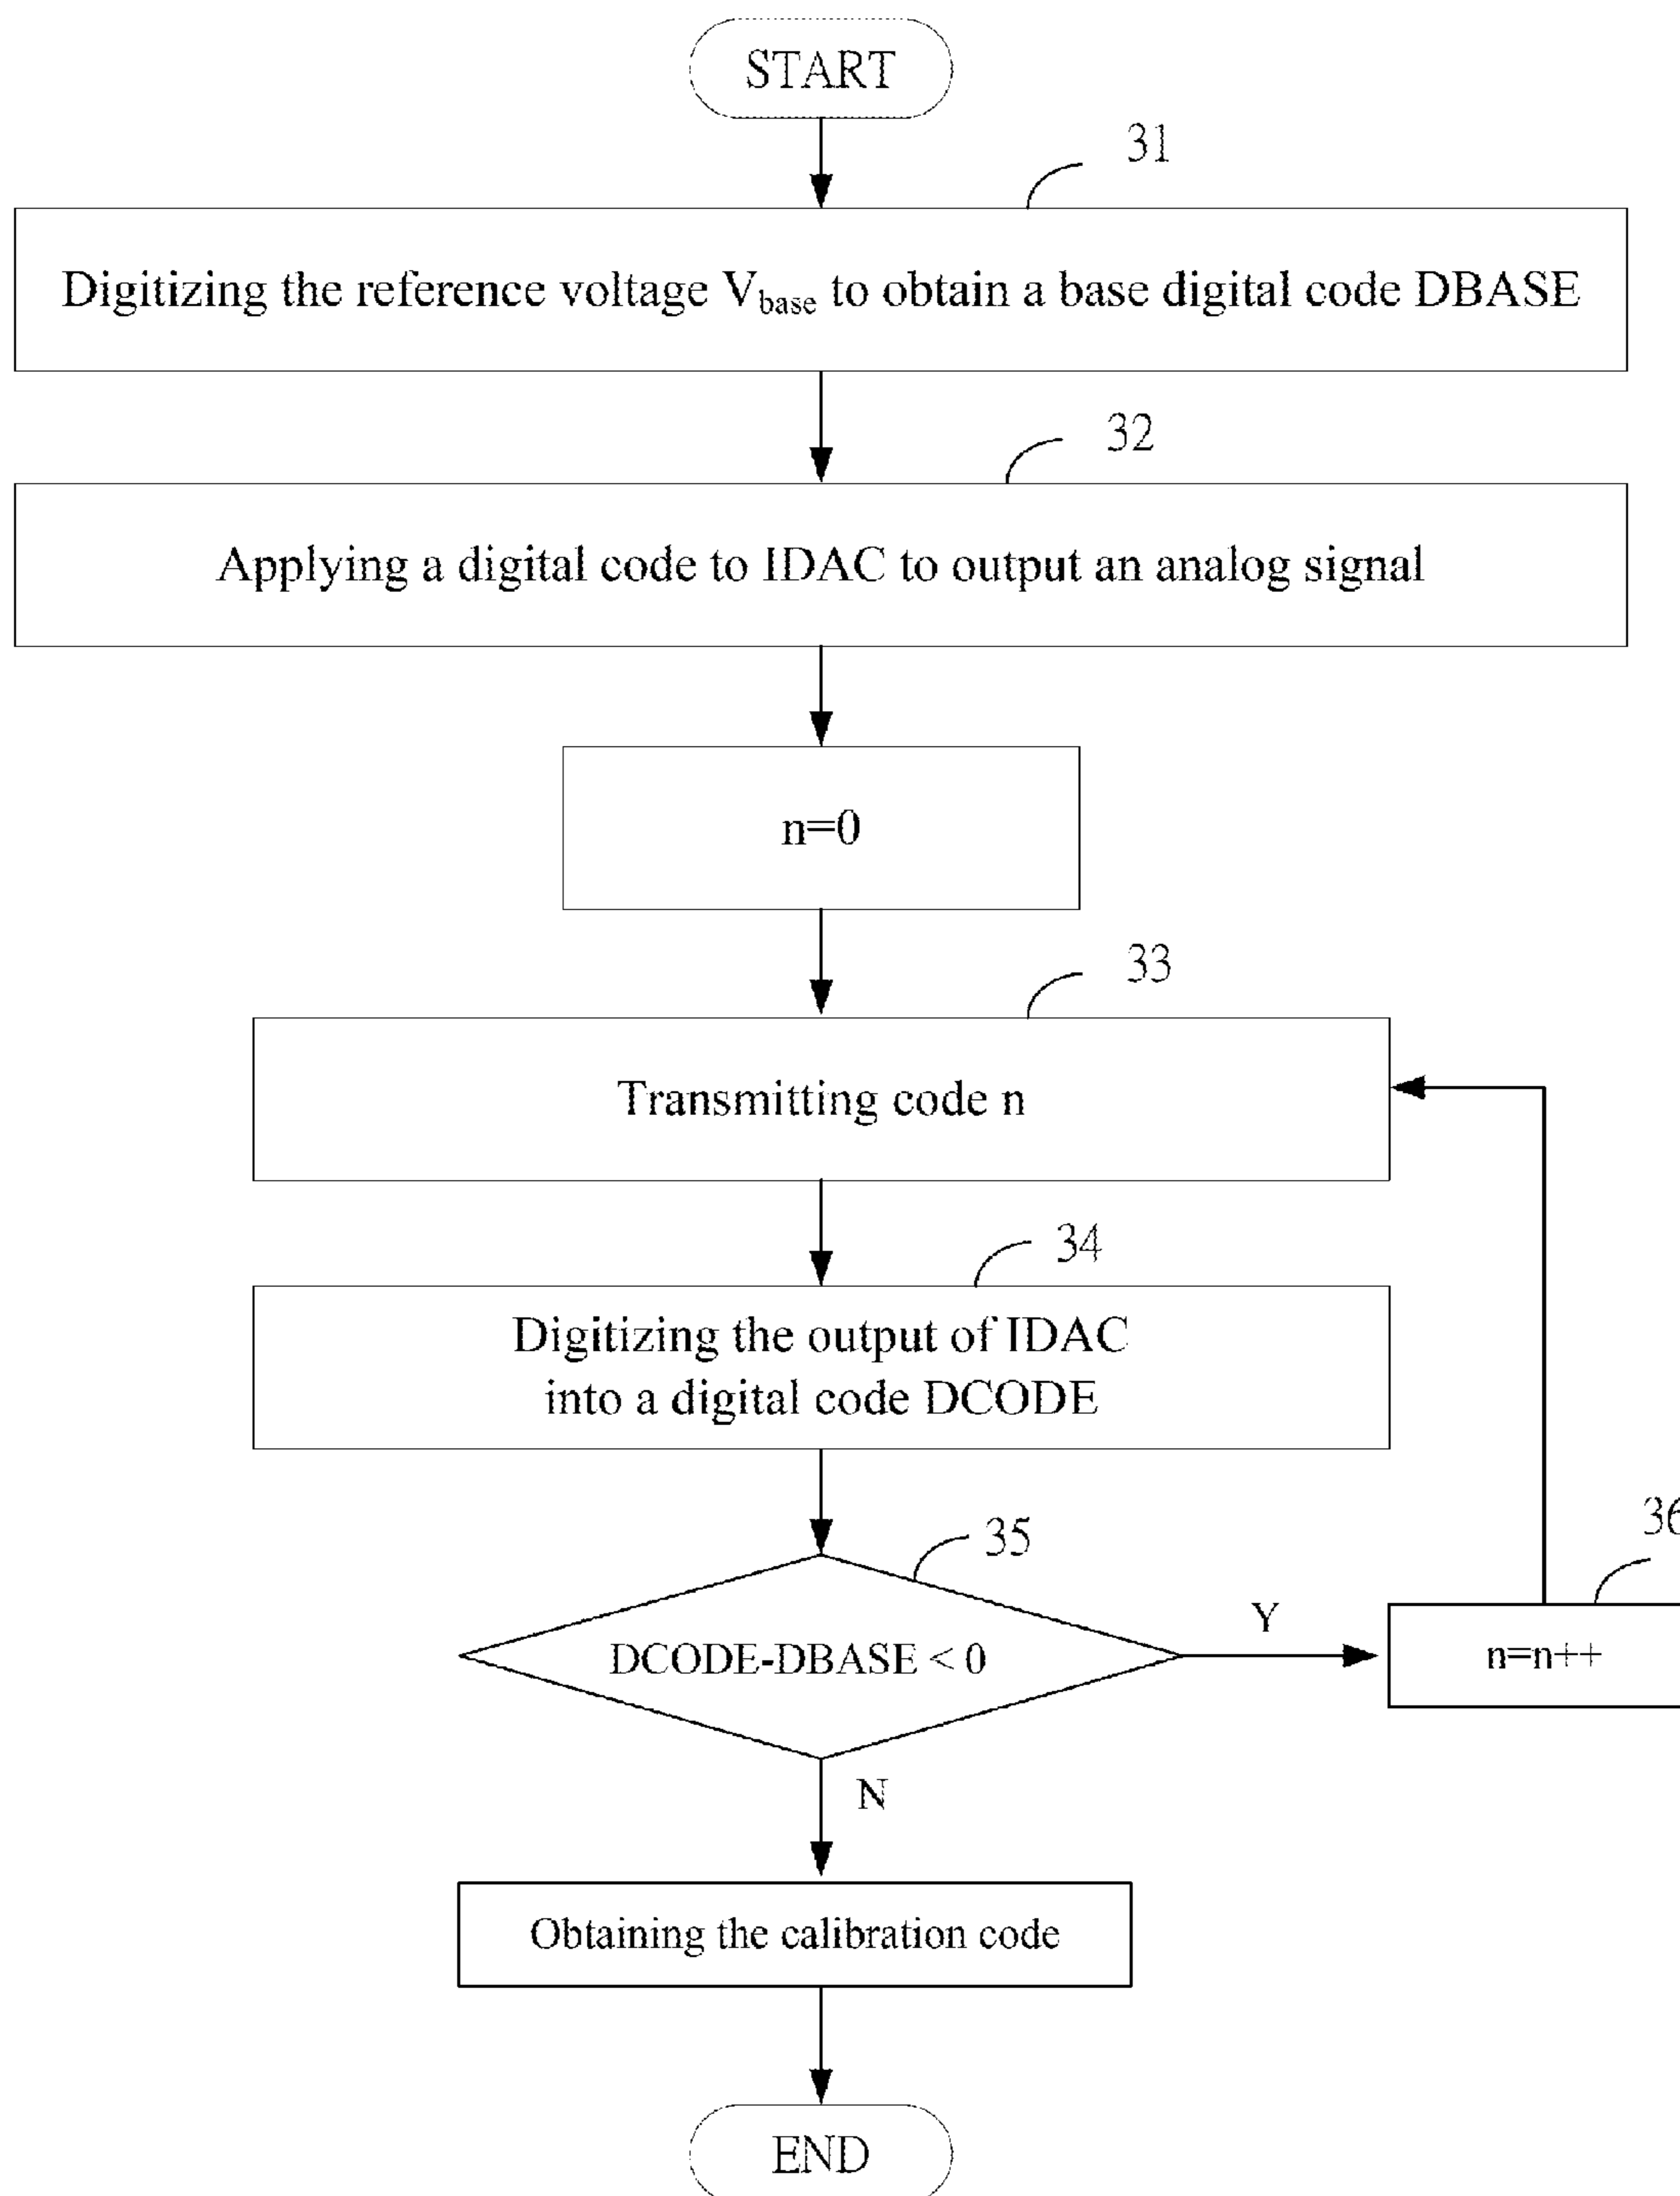 START
31
Digitizing the reference voltage Vbase to obtain a base digital code DBASE
32
Applying a digital code to IDAC to output an analog signal
n=0
33
Transmitting code n
34
Digitizing the output of IDAC
into a digital code DCODE
35
DCODE-DBASE < 0
Y
36
n=n++
N
Obtaining the calibration code
END